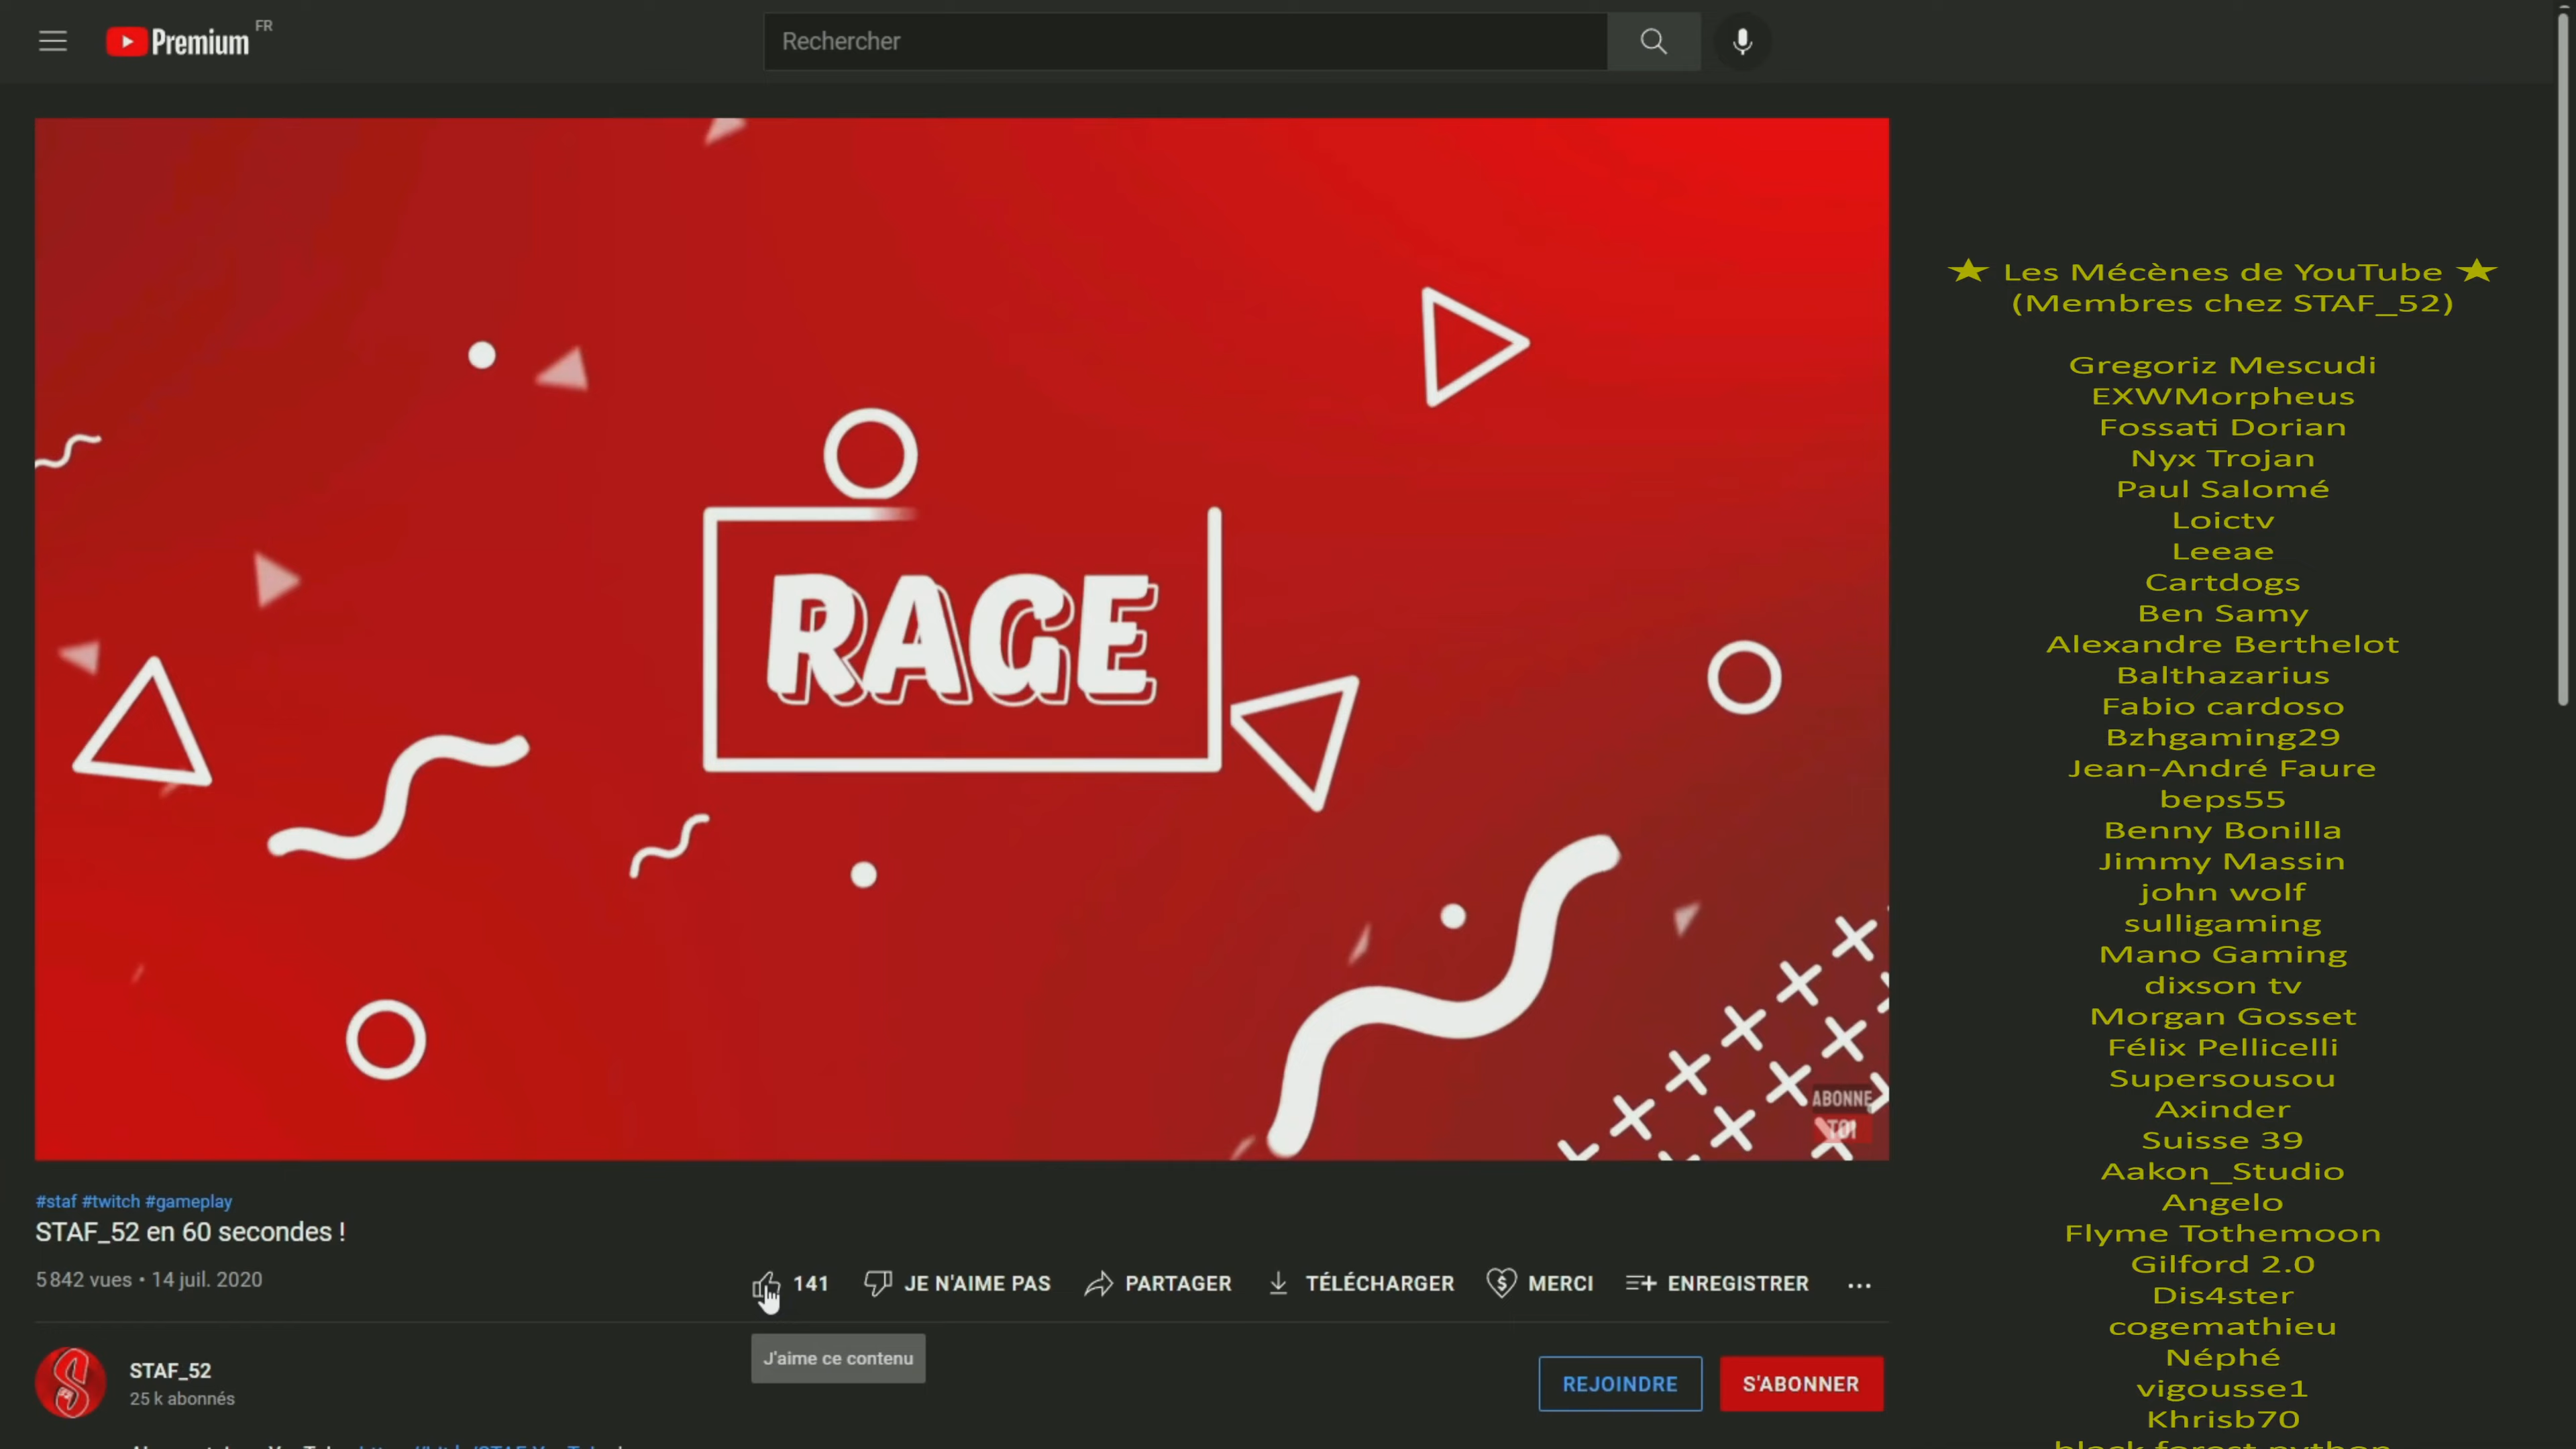 Premium FR
Rechercher
RAGE
ABONNE
TOI
#staf #twitch #gameplay
STAF_52 en 60 secondes !
5 842 vues • 14 juil. 2020
141
JE N'AIME PAS
PARTAGER
TÉLÉCHARGER
MERCI
ENREGISTRER
J'aime ce contenu
STAF_52
25 k abonnés
REJOINDRE
S'ABONNER
★ Les Mécènes de YouTube ★
(Membres chez STAF_52)
Gregoriz Mescudi
EXWMorpheus
Fossati Dorian
Nyx Trojan
Paul Salomé
Loictv
Leeae
Cartdogs
Ben Samy
Alexandre Berthelot
Balthazarius
Fabio cardoso
Bzhgaming29
Jean-André Faure
beps55
Benny Bonilla
Jimmy Massin
john wolf
sulligaming
Mano Gaming
dixson tv
Morgan Gosset
Félix Pellicelli
Supersousou
Axinder
Suisse 39
Aakon_Studio
Angelo
Flyme Tothemoon
Gilford 2.0
Dis4ster
cogemathieu
Néphé
vigousse1
Khrisb70